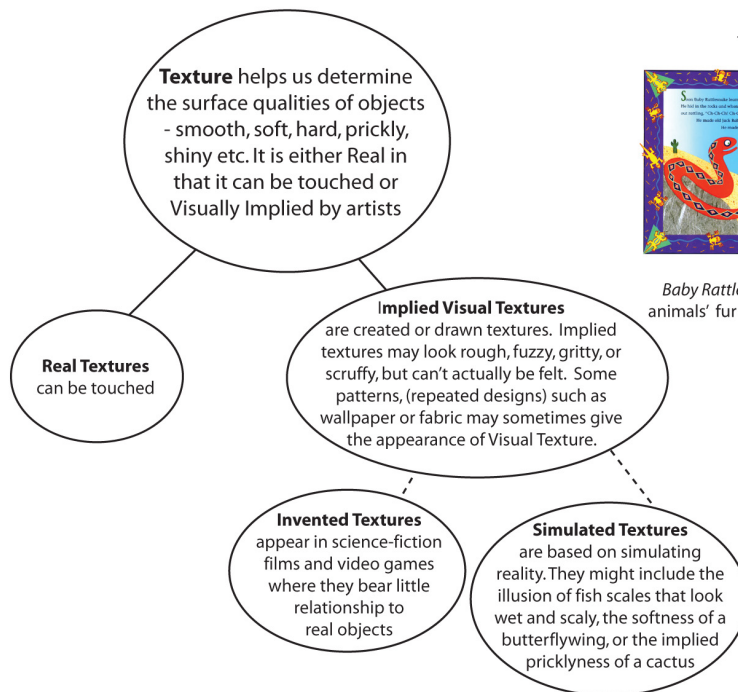 Texture helps us determine
the surface qualities of objects
- smooth, soft, hard, prickly,
shiny etc. It is either Real in
that it can be touched or
Visually Implied by artists
Real Textures
can be touched
Implied Visual Textures
are created or drawn textures. Implied
textures may look rough, fuzzy, gritty, or
scruffy, but can't actually be felt. Some
patterns, (repeated designs) such as
wallpaper or fabric may sometimes give
the appearance of Visual Texture.
Invented Textures
appear in science-fiction
films and video games
where they bear little
relationship to
real objects
Simulated Textures
are based on simulating
reality. They might include the
illusion of fish scales that look
wet and scaly, the softness of a
butterflywing, or the implied
pricklyness of a cactus
Baby Rattle
animals' fur